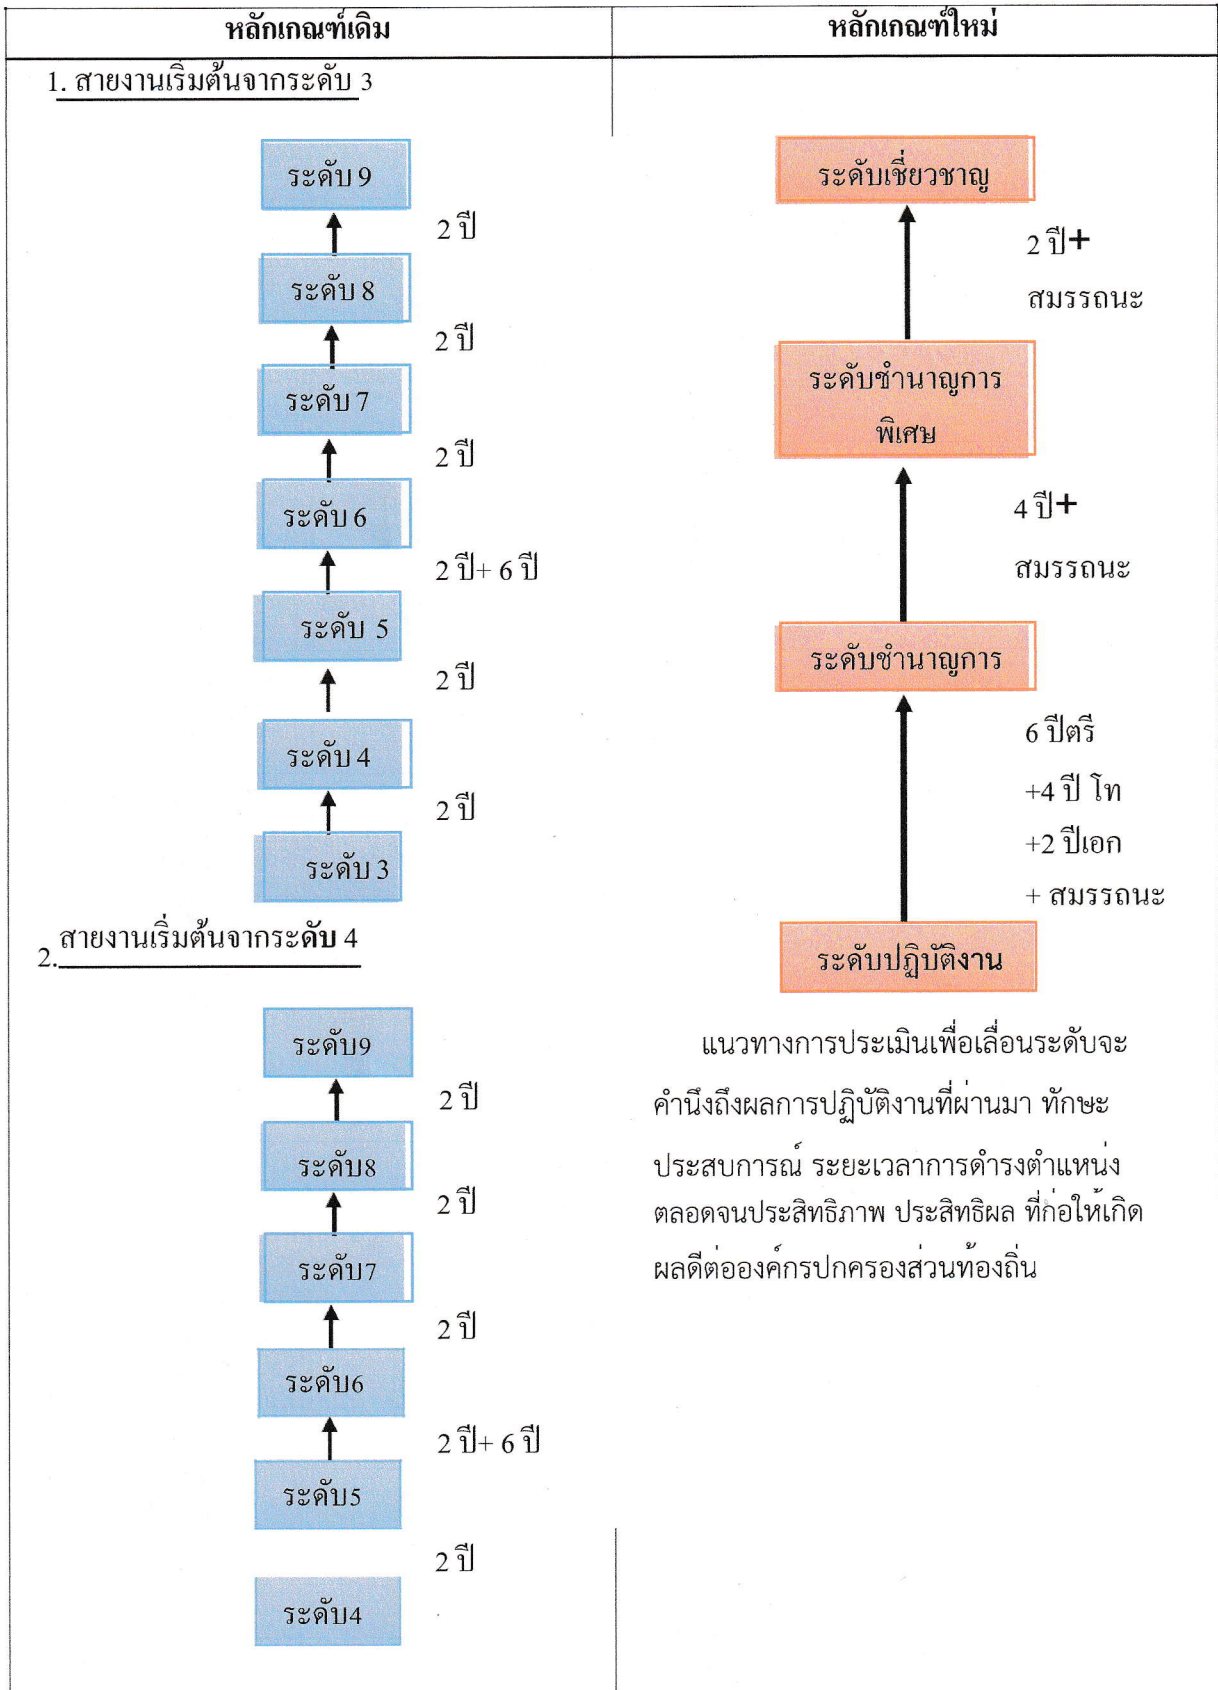 หลักเกณฑ์เดิม
หลักเกณฑ์ใหม่
1. สายงานเริ่มต้นจากระดับ 3
ระดับ 9
2 ปี
ระดับ 8
2 ปี
ระดับ 7
2 ปี
ระดับ 6
2 ปี+ 6 ปี
ระดับ 5
2 ปี
ระดับ 4
2 ปี
ระดับ 3
2. สายงานเริ่มต้นจากระดับ 4
ระดับ9
2 ปี
ระดับ8
2 ปี
ระดับ7
2 ปี
ระดับ6
2 ปี+ 6 ปี
ระดับ5
2 ปี
ระดับ4
ระดับเชี่ยวชาญ
2 ปี+
สมรรถนะ
ระดับชำนาญการ
พิเศษ
4 ปี+
สมรรถนะ
ระดับชำนาญการ
6 ปีตรี
+4 ปี โท
+2 ปีเอก
+ สมรรถนะ
ระดับปฏิบัติงาน
แนวทางการประเมินเพื่อเลื่อนระดับจะ
คำนึงถึงผลการปฏิบัติงานที่ผ่านมา ทักษะ
ประสบการณ์ ระยะเวลาการดำรงตำแหน่ง
ตลอดจนประสิทธิภาพ ประสิทธิผล ที่ก่อให้เกิด
ผลดีต่อองค์กรปกครองส่วนท้องถิ่น